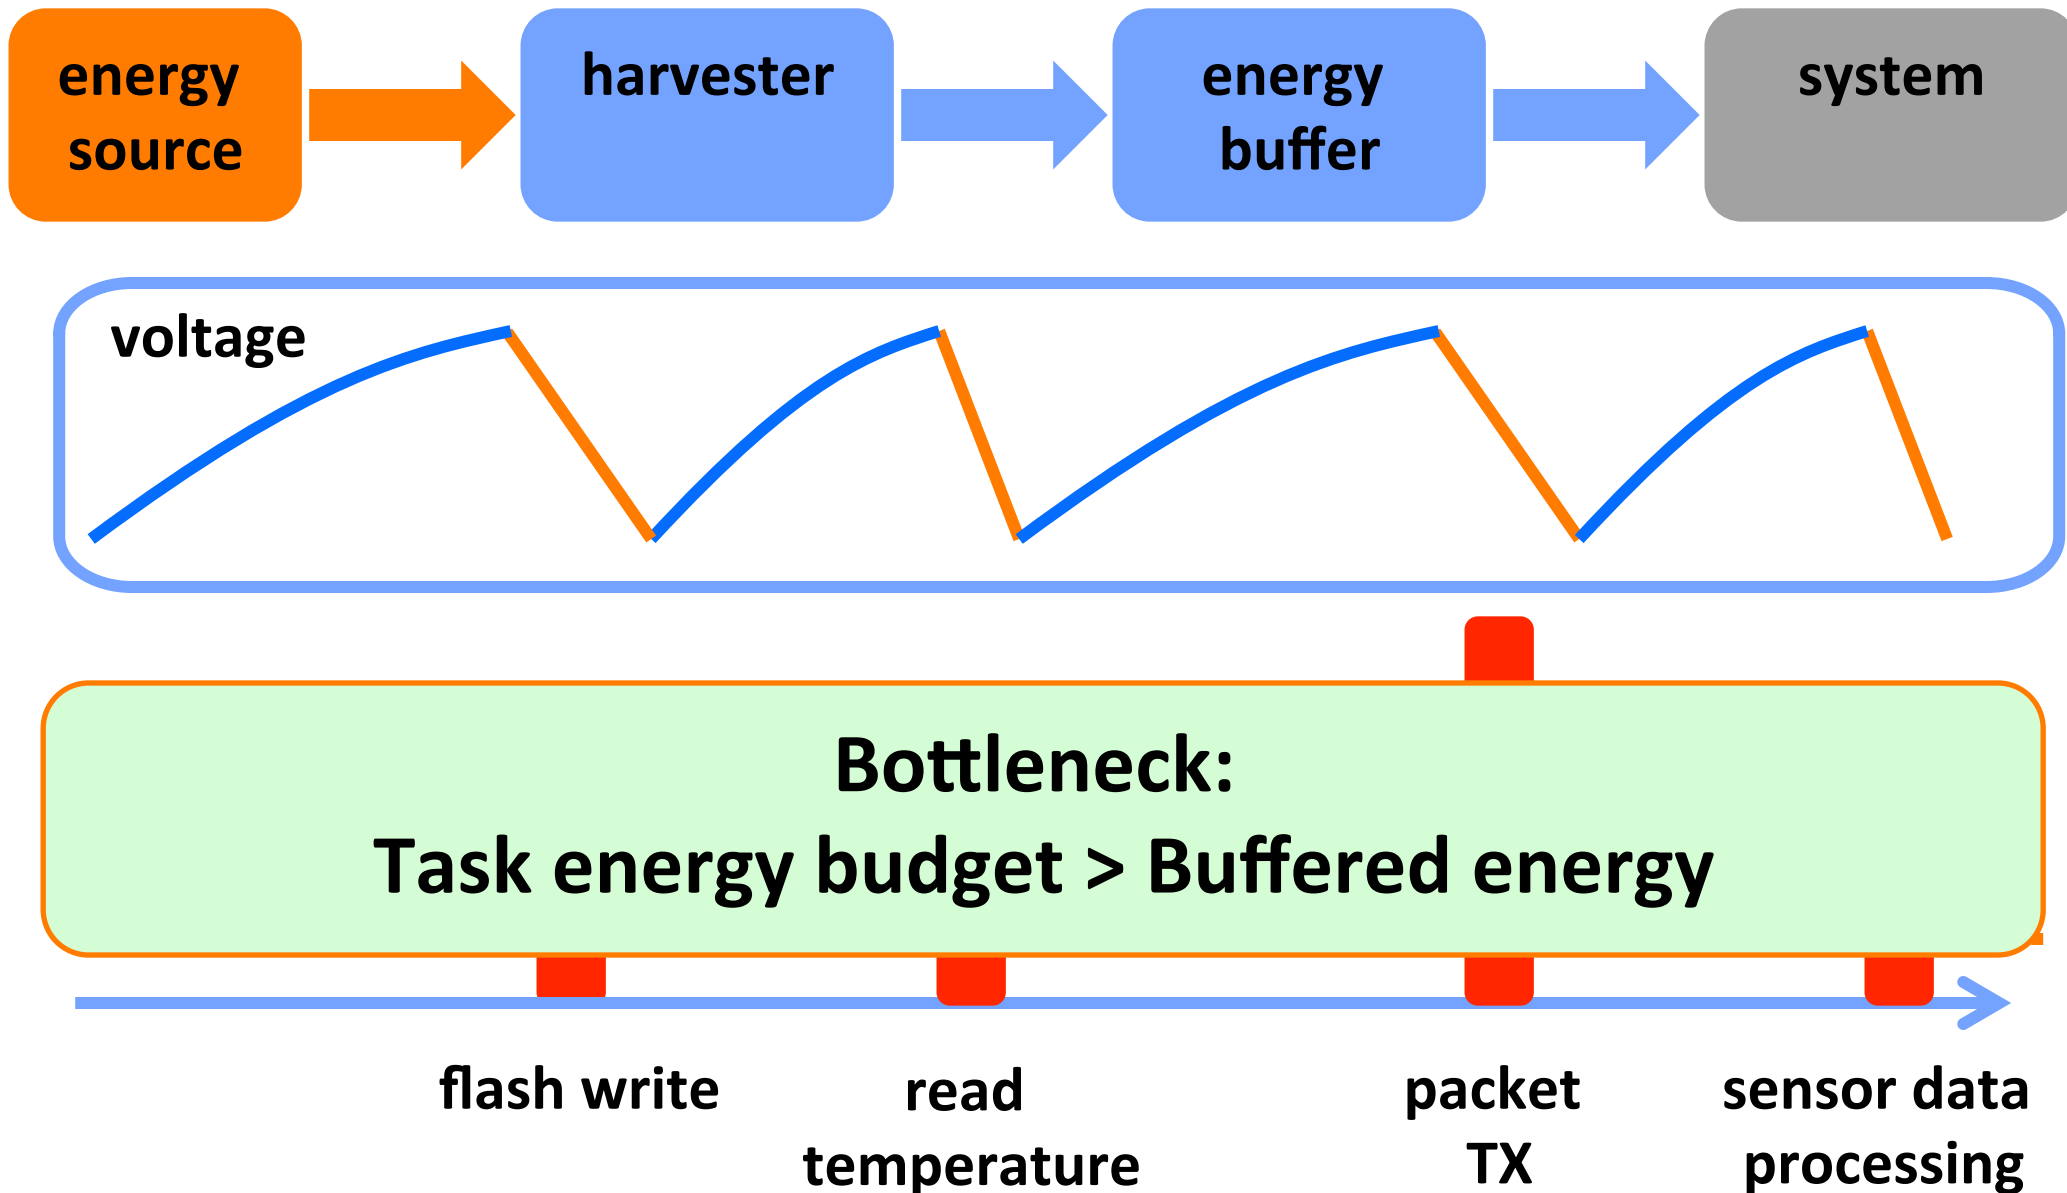 energy
source
harvester
energy
buffer
system
voltage
Bottleneck:
Task energy budget > Buffered energy
flash write
read
temperature
packet
TX
sensor data
processing